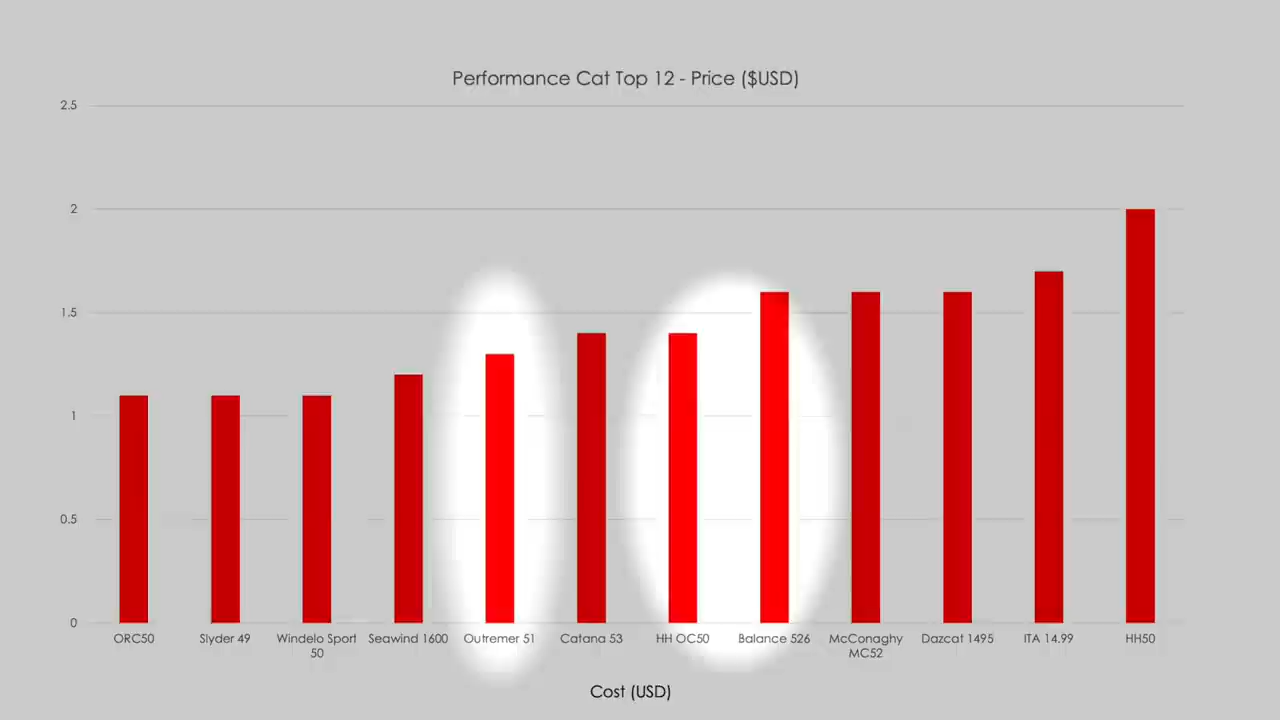 Performance Cat Top 12 - Price ($USD)
2.5
2
1.5
1
0.5
0
ORC50
Slyder 49
Windelo Sport
50
Seawind 1600
Outremer 51
Catana 53
HH OC50
Balance 526
McConaghy
MC52
Dazcat 1495
ITA 14.99
HH50
Cost (USD)